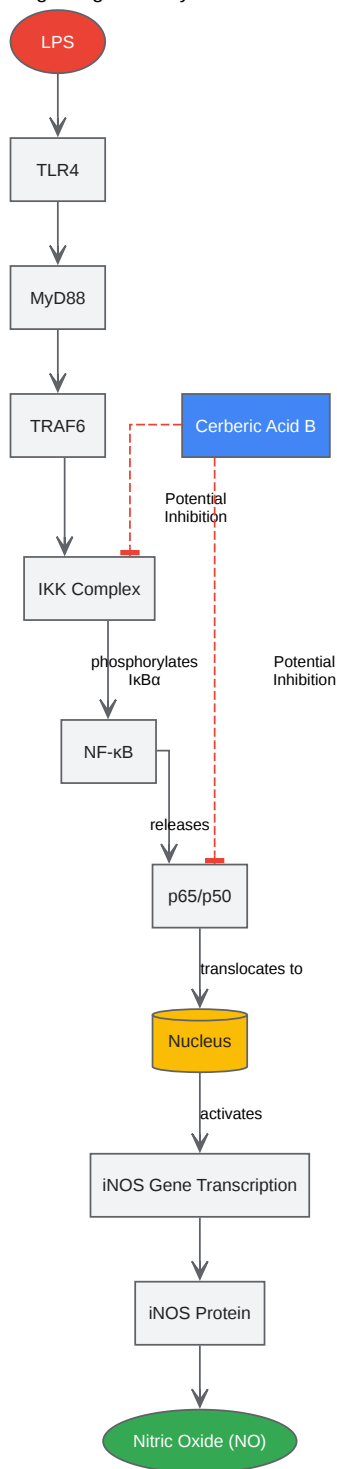 LPS
TLR4
MyD88
TRAF6
Cerberic Acid B
Potential
Inhibition
IKK Complex
phosphorylates
IκBα
Potential
Inhibition
NF-κB
releases
p65/p50
translocates to
Nucleus
activates
iNOS Gene Transcription
iNOS Protein
Nitric Oxide (NO)